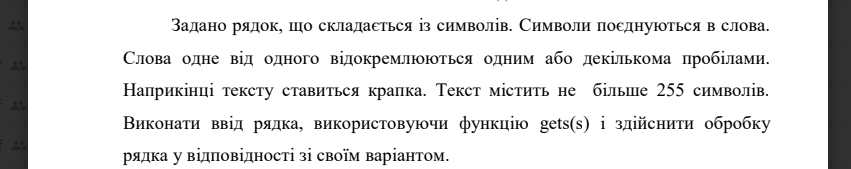 Задано рядок, що складається із символів. Символи поєднуються в слова.
Слова одне від одного відокремлюються одним або декількома пробілами.
Наприкінці тексту ставиться крапка. Текст містить не більше 255 символів.
Виконати ввід рядка, використовуючи функцію gets(s) і здійснити обробку
рядка у відповідності зі своїм варіантом.